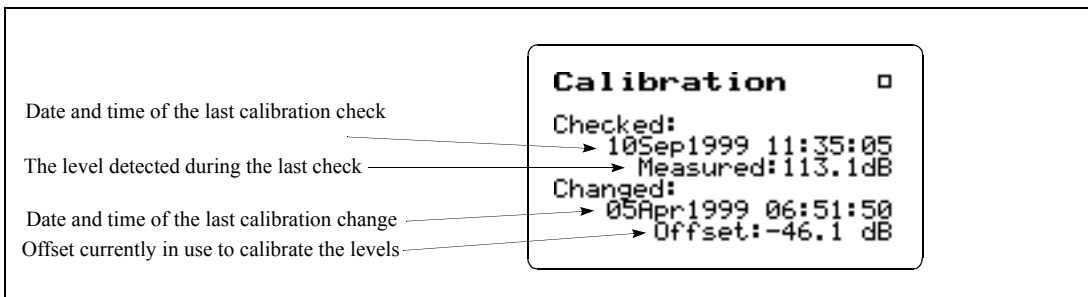 Date and time of the last calibration check
The level detected during the last check
Date and time of the last calibration change
Offset currently in use to calibrate the levels
Calibration
Checked:
10Sep1999 11:35:05
Measured:113.1dB
Changed:
05Apr1999 06:51:50
Offset:-46.1 dB